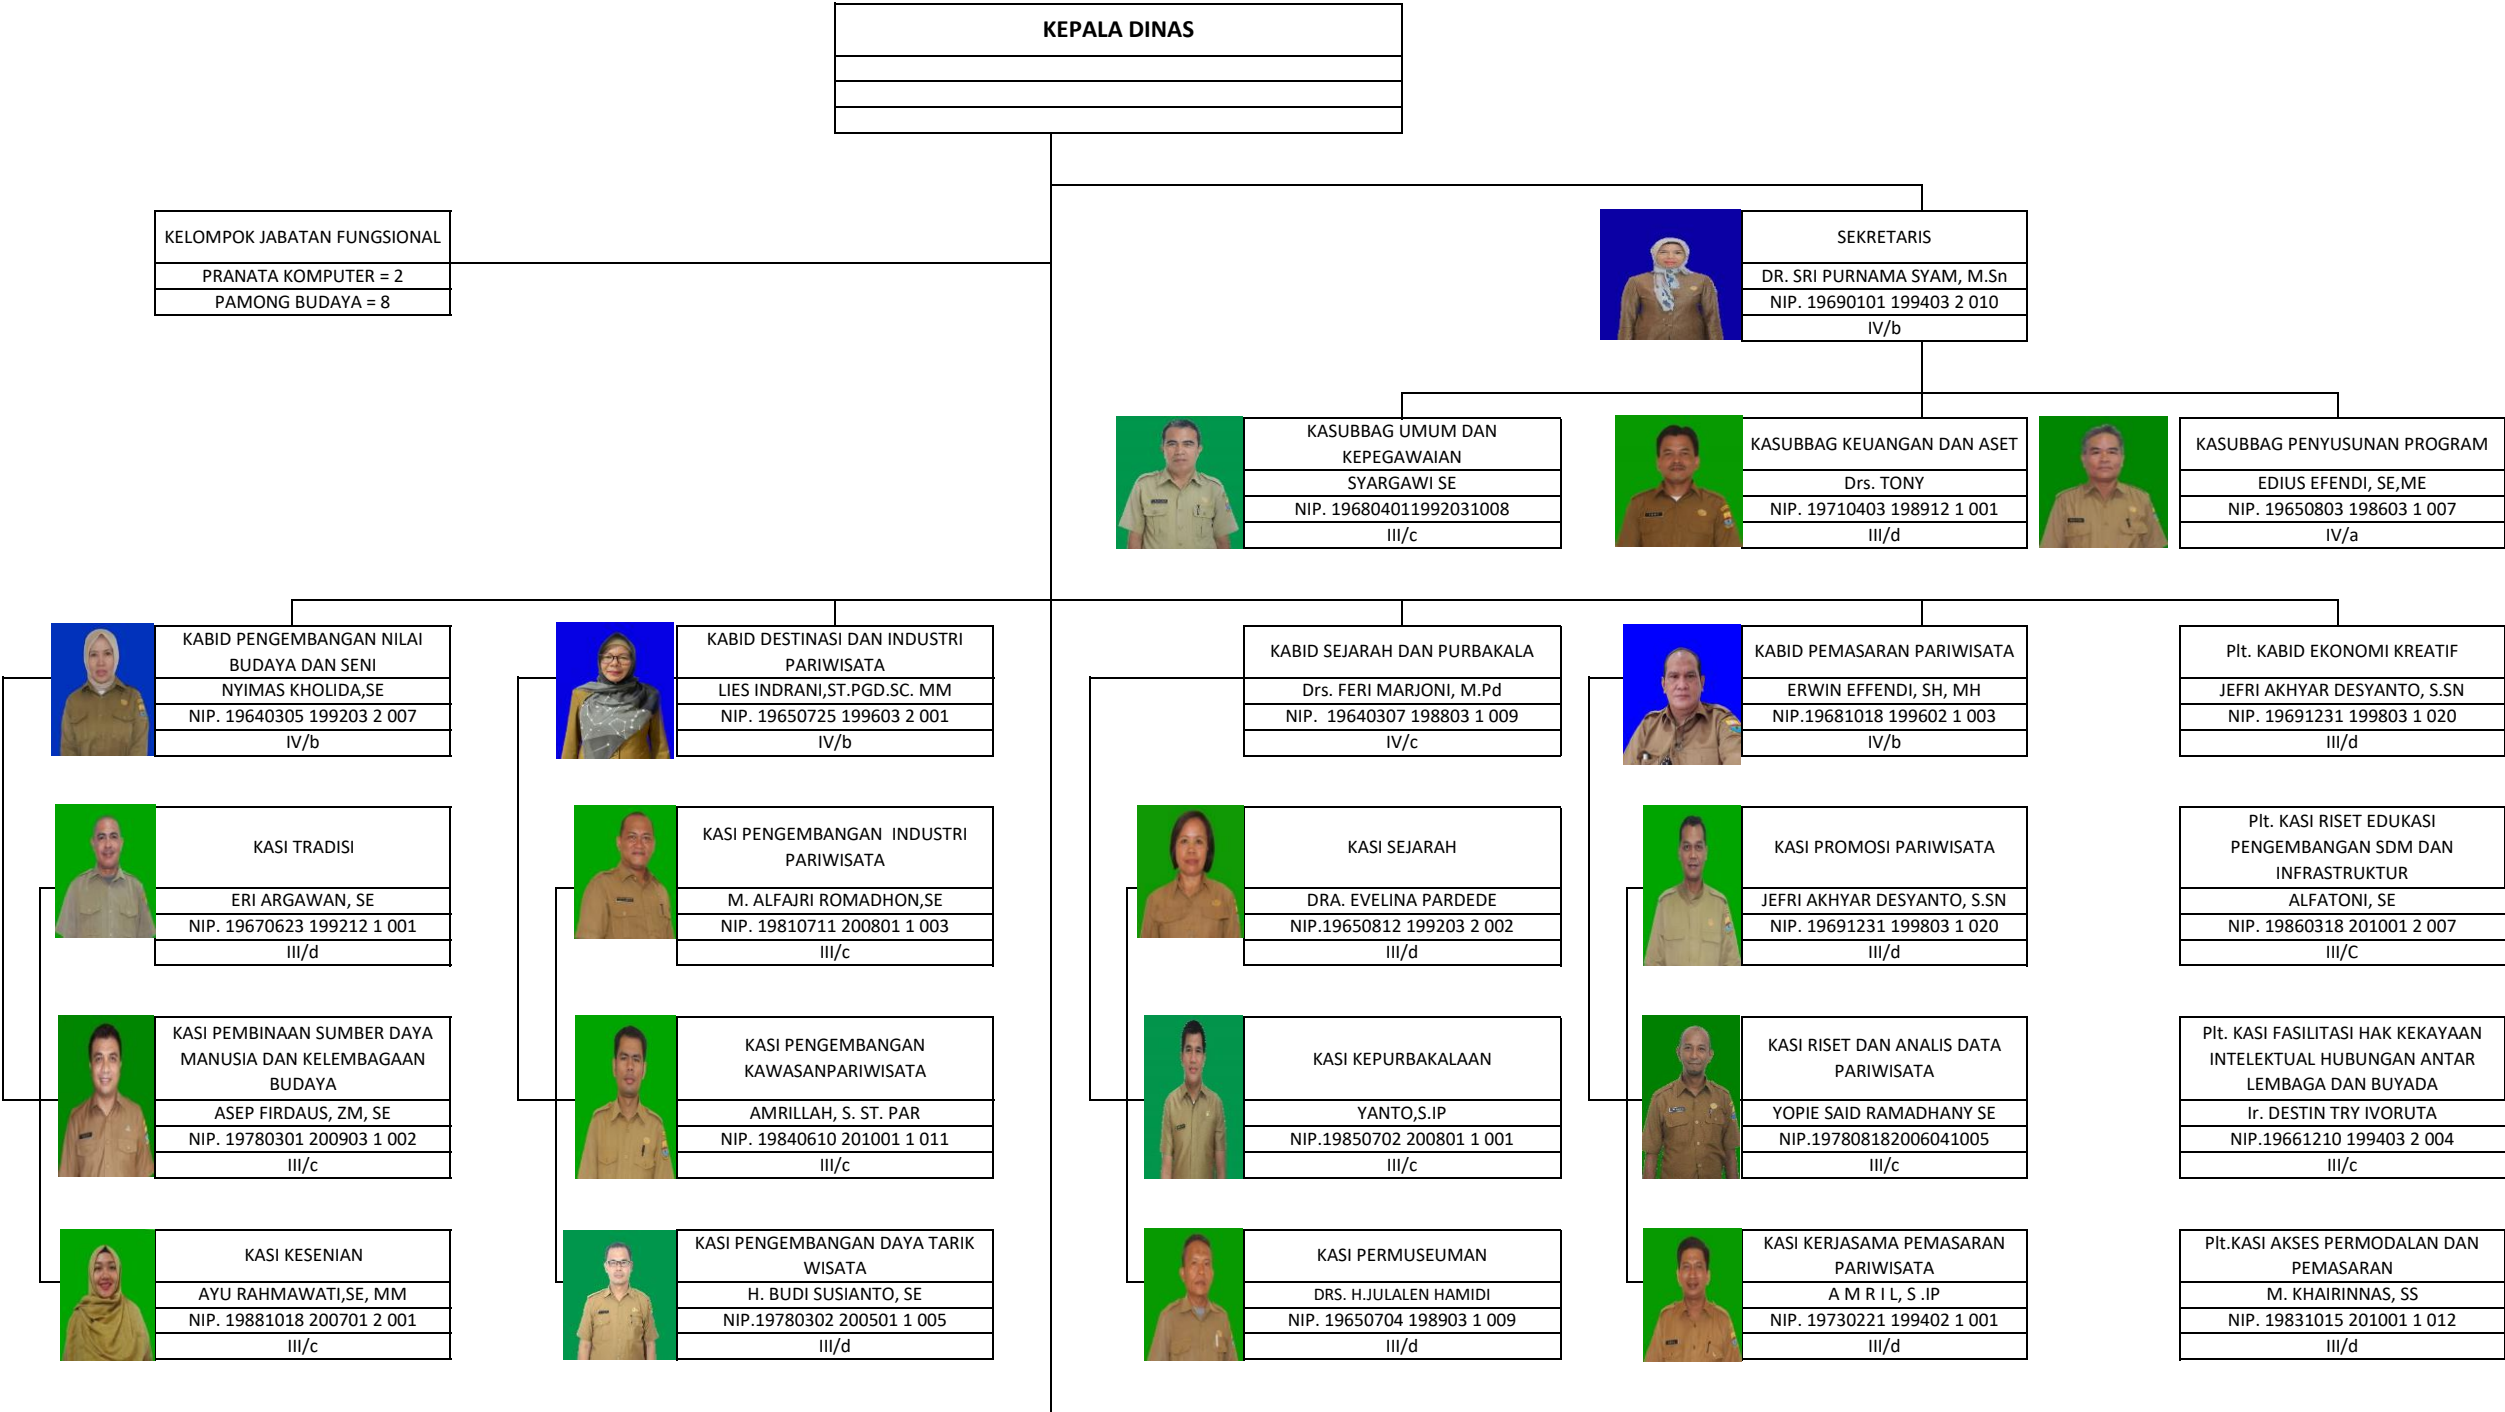 KEPALA DINAS
KELOMPOK JABATAN FUNGSIONAL
PRANATA KOMPUTER = 2
PAMONG BUDAYA = 8
SEKRETARIS
DR. SRI PURNAMA SYAM, M.Sn
NIP. 19690101 199403 2 010
IV/b
KASUBBAG UMUM DAN
KEPEGAWAIAN
SYARGAWI SE
NIP. 196804011992031008
III/c
KASUBBAG KEUANGAN DAN ASET
Drs. TONY
NIP. 19710403 198912 1 001
III/d
KASUBBAG PENYUSUNAN PROGRAM
EDIUS EFENDI, SE,ME
NIP. 19650803 198603 1 007
IV/a
KABID PENGEMBANGAN NILAI
BUDAYA DAN SENI
NYIMAS KHOLIDA,SE
NIP. 19640305 199203 2 007
IV/b
KABID DESTINASI DAN INDUSTRI
PARIWISATA
LIES INDRANI,ST.PGD.SC. MM
NIP. 19650725 199603 2 001
IV/b
KABID SEJARAH DAN PURBAKALA
Drs. FERI MARJONI, M.Pd
NIP.  19640307 198803 1 009
IV/c
KABID PEMASARAN PARIWISATA
ERWIN EFFENDI, SH, MH
NIP.19681018 199602 1 003
IV/b
Plt. KABID EKONOMI KREATIF
JEFRI AKHYAR DESYANTO, S.SN
NIP. 19691231 199803 1 020
III/d
KASI TRADISI
ERI ARGAWAN, SE
NIP. 19670623 199212 1 001
III/d
KASI PENGEMBANGAN  INDUSTRI
PARIWISATA
M. ALFAJRI ROMADHON,SE
NIP. 19810711 200801 1 003
III/c
KASI SEJARAH
DRA. EVELINA PARDEDE
NIP.19650812 199203 2 002
III/d
KASI PROMOSI PARIWISATA
JEFRI AKHYAR DESYANTO, S.SN
NIP. 19691231 199803 1 020
III/d
Plt. KASI RISET EDUKASI
PENGEMBANGAN SDM DAN
INFRASTRUKTUR
ALFATONI, SE
NIP. 19860318 201001 2 007
III/C
KASI PEMBINAAN SUMBER DAYA
MANUSIA DAN KELEMBAGAAN
BUDAYA
ASEP FIRDAUS, ZM, SE
NIP. 19780301 200903 1 002
III/c
KASI PENGEMBANGAN
KAWASANPARIWISATA
AMRILLAH, S. ST. PAR
NIP. 19840610 201001 1 011
III/c
KASI KEPURBAKALAAN
YANTO,S.IP
NIP.19850702 200801 1 001
III/c
KASI RISET DAN ANALIS DATA
PARIWISATA
YOPIE SAID RAMADHANY SE
NIP.197808182006041005
III/c
Plt. KASI FASILITASI HAK KEKAYAAN
INTELEKTUAL HUBUNGAN ANTAR
LEMBAGA DAN BUYADA
Ir. DESTIN TRY IVORUTA
NIP.19661210 199403 2 004
III/c
KASI KESENIAN
AYU RAHMAWATI,SE, MM
NIP. 19881018 200701 2 001
III/c
KASI PENGEMBANGAN DAYA TARIK
WISATA
H. BUDI SUSIANTO, SE
NIP.19780302 200501 1 005
III/d
KASI PERMUSEUMAN
DRS. H.JULALEN HAMIDI
NIP. 19650704 198903 1 009
III/d
KASI KERJASAMA PEMASARAN
PARIWISATA
A M R I L, S .IP
NIP. 19730221 199402 1 001
III/d
Plt.KASI AKSES PERMODALAN DAN
PEMASARAN
M. KHAIRINNAS, SS
NIP. 19831015 201001 1 012
III/d